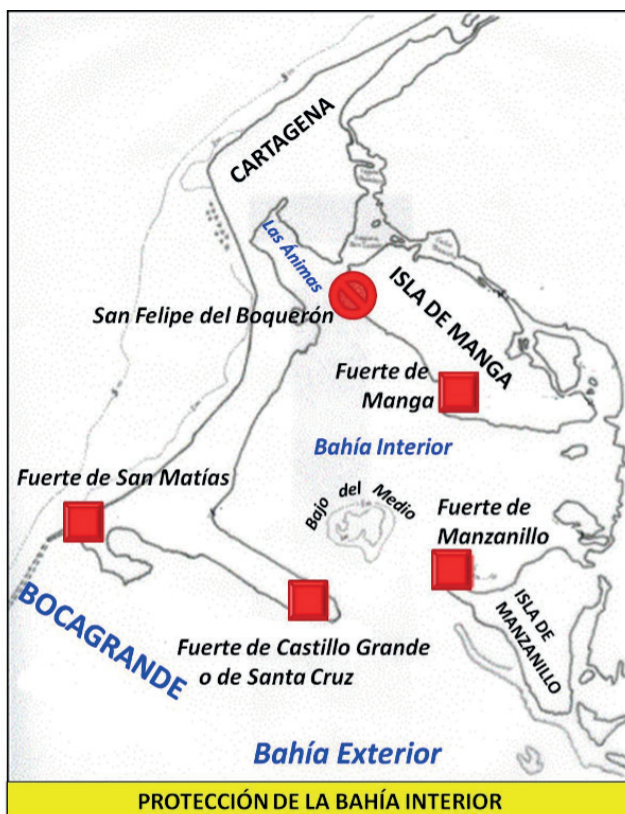 CARTAGENA
Las Ánimas
San Felipe del Boquerón
ISLA DE MANGA
Fuerte de
Manga
Bahía Interior
Fuerte de San Matías
Bajo del Medio
Fuerte de
Manzanillo
BOCAGRANDE
ISLA DE
MANZANILLO
Fuerte de Castillo Grande
o de Santa Cruz
Bahía Exterior
PROTECCIÓN DE LA BAHÍA INTERIOR